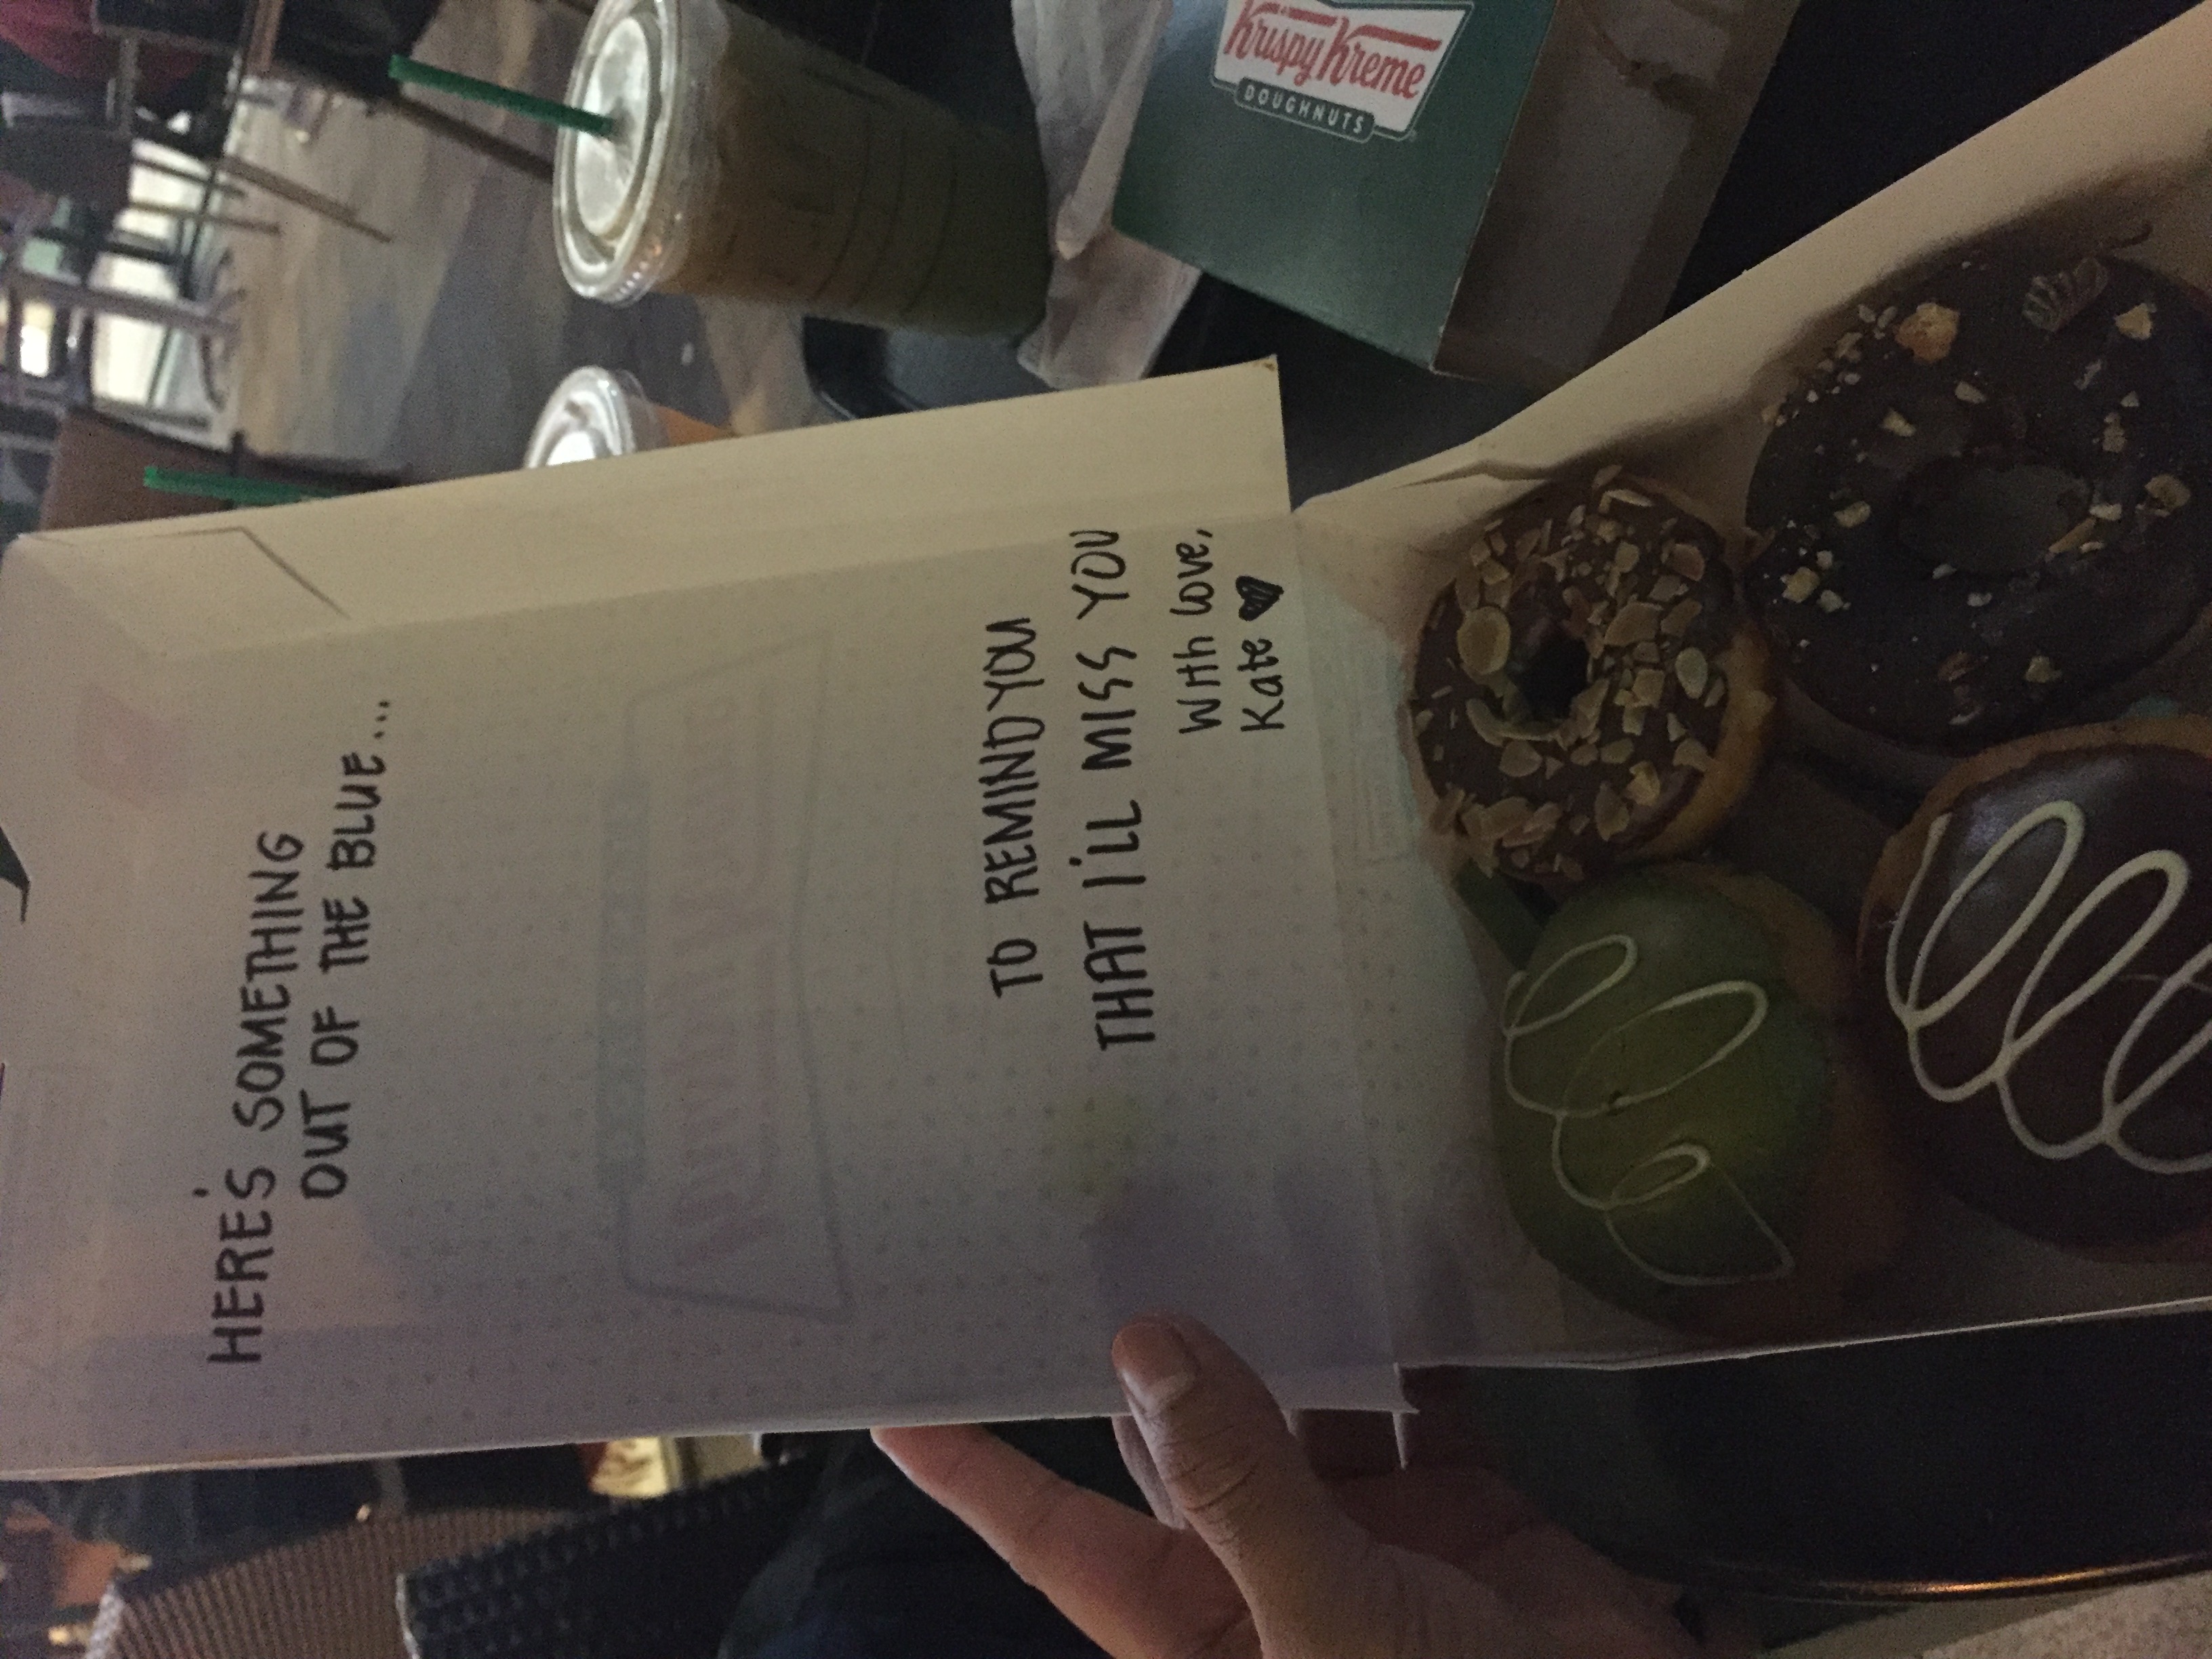 HERE'S SOMETHING
OUT OF THE BLUE...
TO REMIND YOU
THAT I'LL MISS YOU
With love,
Kate ♥
Krispy Kreme
DOUGHNUTS